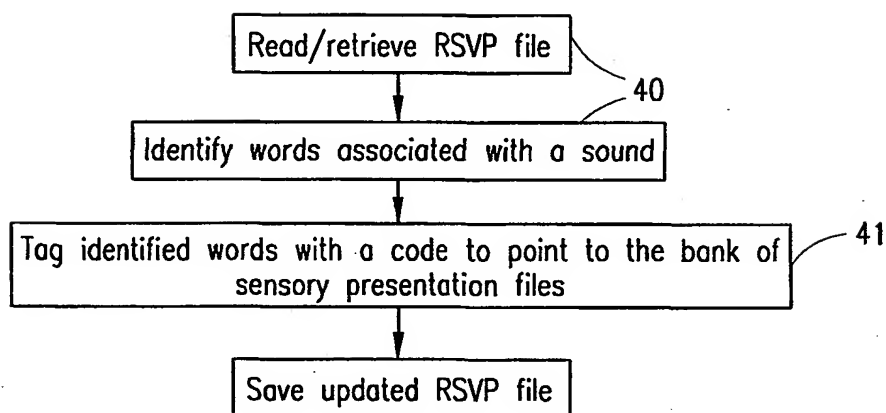 Read/retrieve RSVP file
40
Identify words associated with a sound
Tag identified words with a code to point to the bank of
sensory presentation files
41
Save updated RSVP file